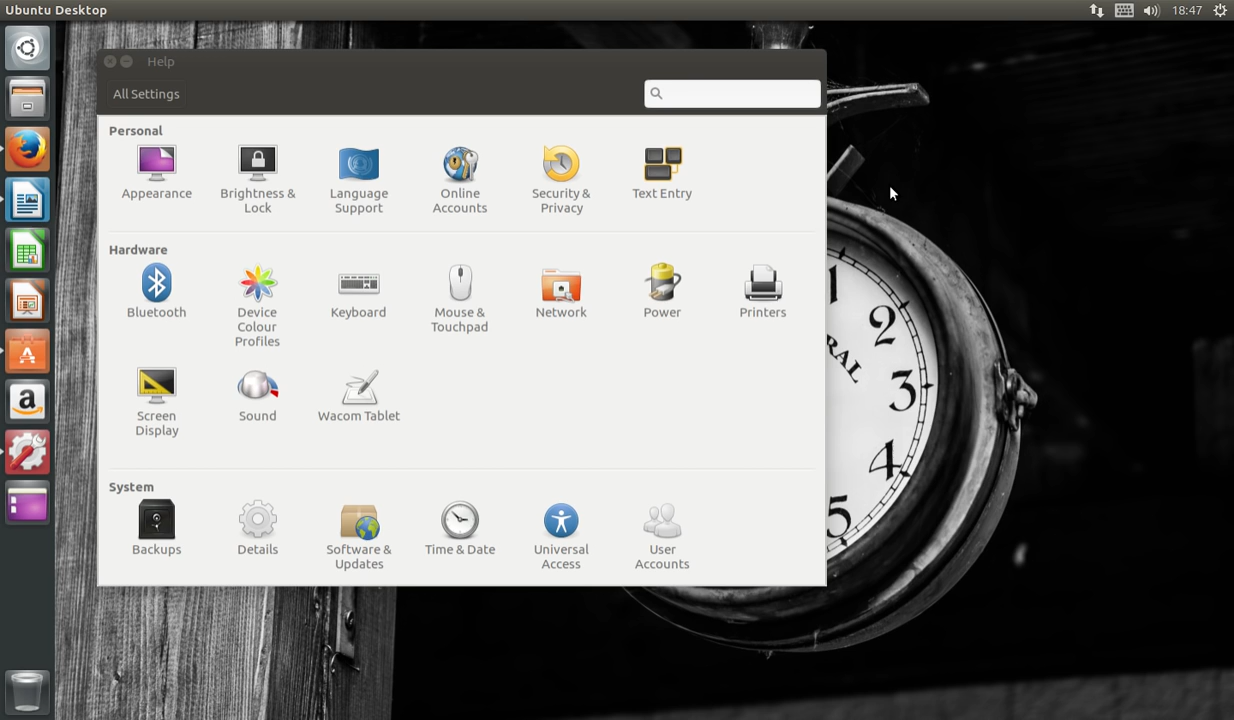 Ubuntu Desktop
18:47
Help
All Settings
Personal
Appearance
Brightness &
Lock
Language
Support
Online
Accounts
Security &
Privacy
Text Entry
Hardware
Bluetooth
Device
Colour
Profiles
Keyboard
Mouse &
Touchpad
Network
Power
Printers
Screen
Display
Sound
Wacom Tablet
System
Backups
Details
Software &
Updates
Time & Date
Universal
Access
User
Accounts
a
1
2
3
4
5
RAL